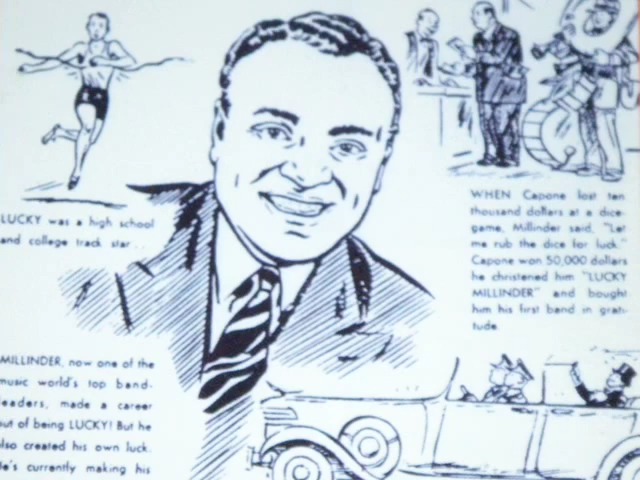 LUCKY was a high school
and college track star . .
WHEN Capone lost ten
thousand dollars at a dice-
game, Millinder said, "Let
me rub the dice for luck."
Capone won 50,000 dollars
he christened him "LUCKY
MILLINDER" and bought
him his first band in grati-
tude.
MILLINDER, now one of the
music world's top band-
leaders, made a career
out of being LUCKY! But he
also created his own luck.
He's currently making his